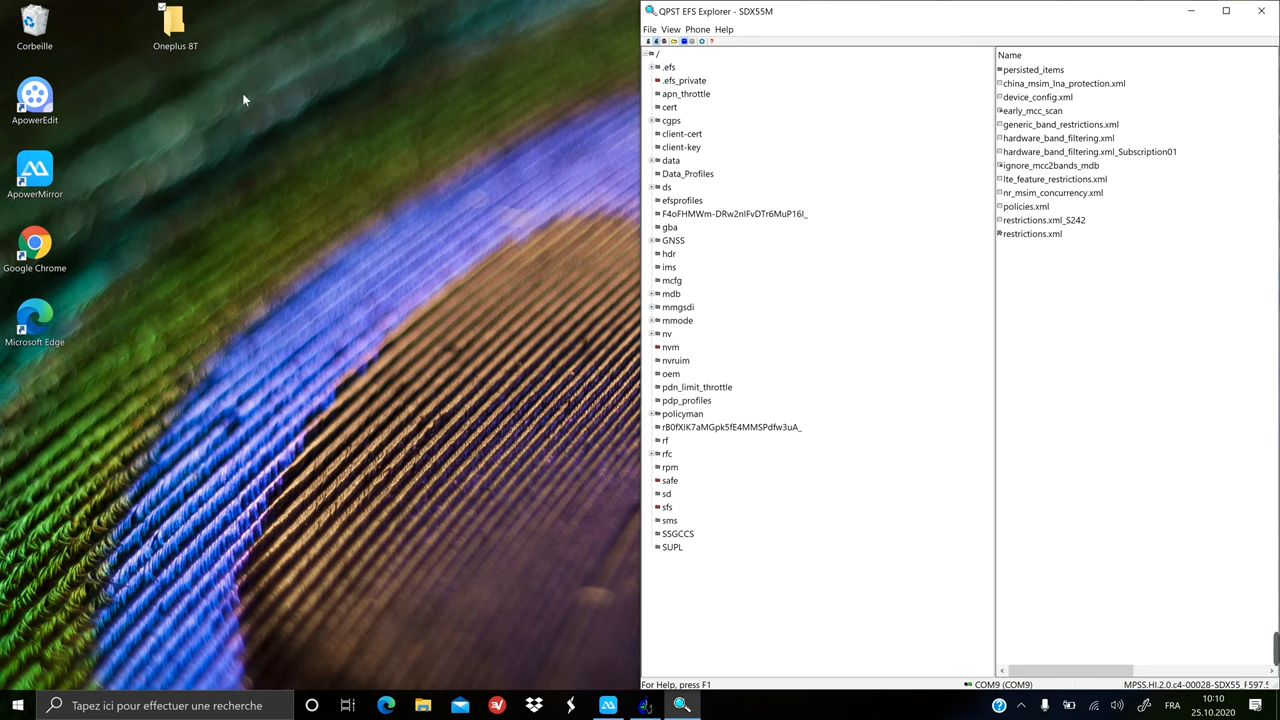 Corbeille
Oneplus 8T
ApowerEdit
ApowerMirror
Google Chrome
Microsoft Edge
QPST EFS Explorer - SDX55M
File View Phone Help
/
.efs
.efs_private
apn_throttle
cert
cgps
client-cert
client-key
data
Data_Profiles
ds
efsprofiles
gba
GNSS
hdr
ims
mcfg
mdb
mmgsdi
mmode
nv
nvm
nvruim
oem
pdn_limit_throttle
pdp_profiles
policyman
rf
rfc
rpm
safe
sd
sfs
sms
SSGCCS
SUPL
Name
persisted_items
china_msim_lna_protection.xml
device_config.xml
early_mcc_scan
generic_band_restrictions.xml
hardware_band_filtering.xml
hardware_band_filtering.xml_Subscription01
ignore_mcc2bands_mdb
lte_feature_restrictions.xml
nr_msim_concurrency.xml
policies.xml
restrictions.xml_S242
restrictions.xml
For Help, press F1
COM9 (COM9)
MPSS.HI.2.0.c4-00028-SDX55_
Tapez ici pour effectuer une recherche
FRA
10:10
25.10.2020